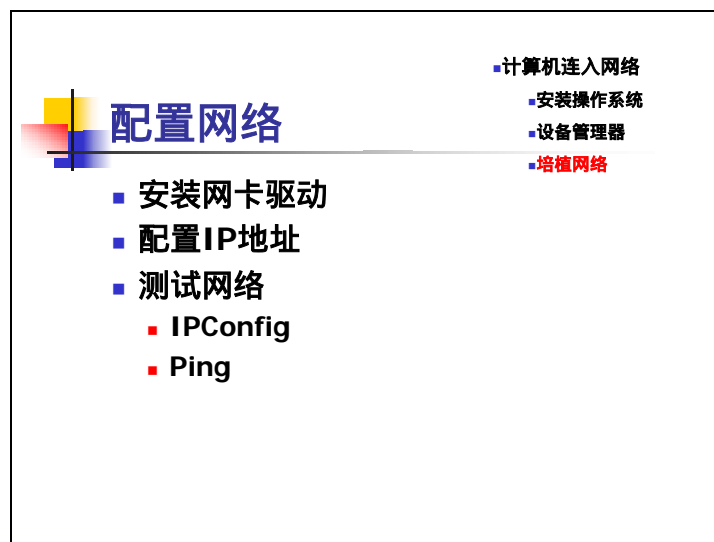 计算机连入网络
安装操作系统
设备管理器
培植网络
配置网络
安装网卡驱动
配置IP地址
测试网络
IPConfig
Ping